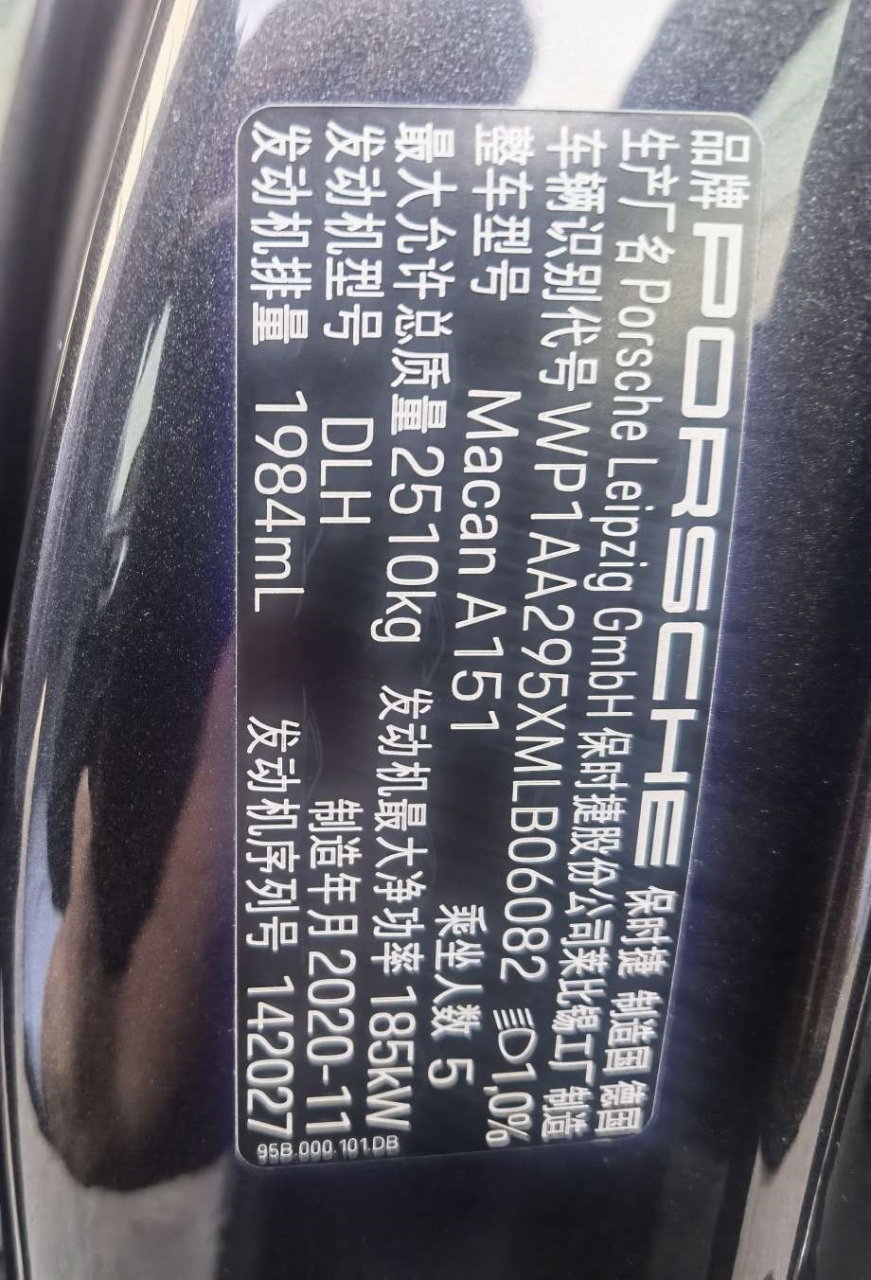 品牌 PORSCHE 保时捷 制造国 德国
生产厂名 Porsche Leipzig GmbH 保时捷股份公司莱比锡工厂 制造
车辆识别代号 WP1AA295XMLB06082 1,0%
整车型号 Macan A151 乘坐人数 5
最大允许总质量 2510kg 发动机最大净功率 185kW
发动机型号 DLH 制造年月 2020-11
发动机排量 1984mL 发动机序列号 142027
95B.000.101.DB